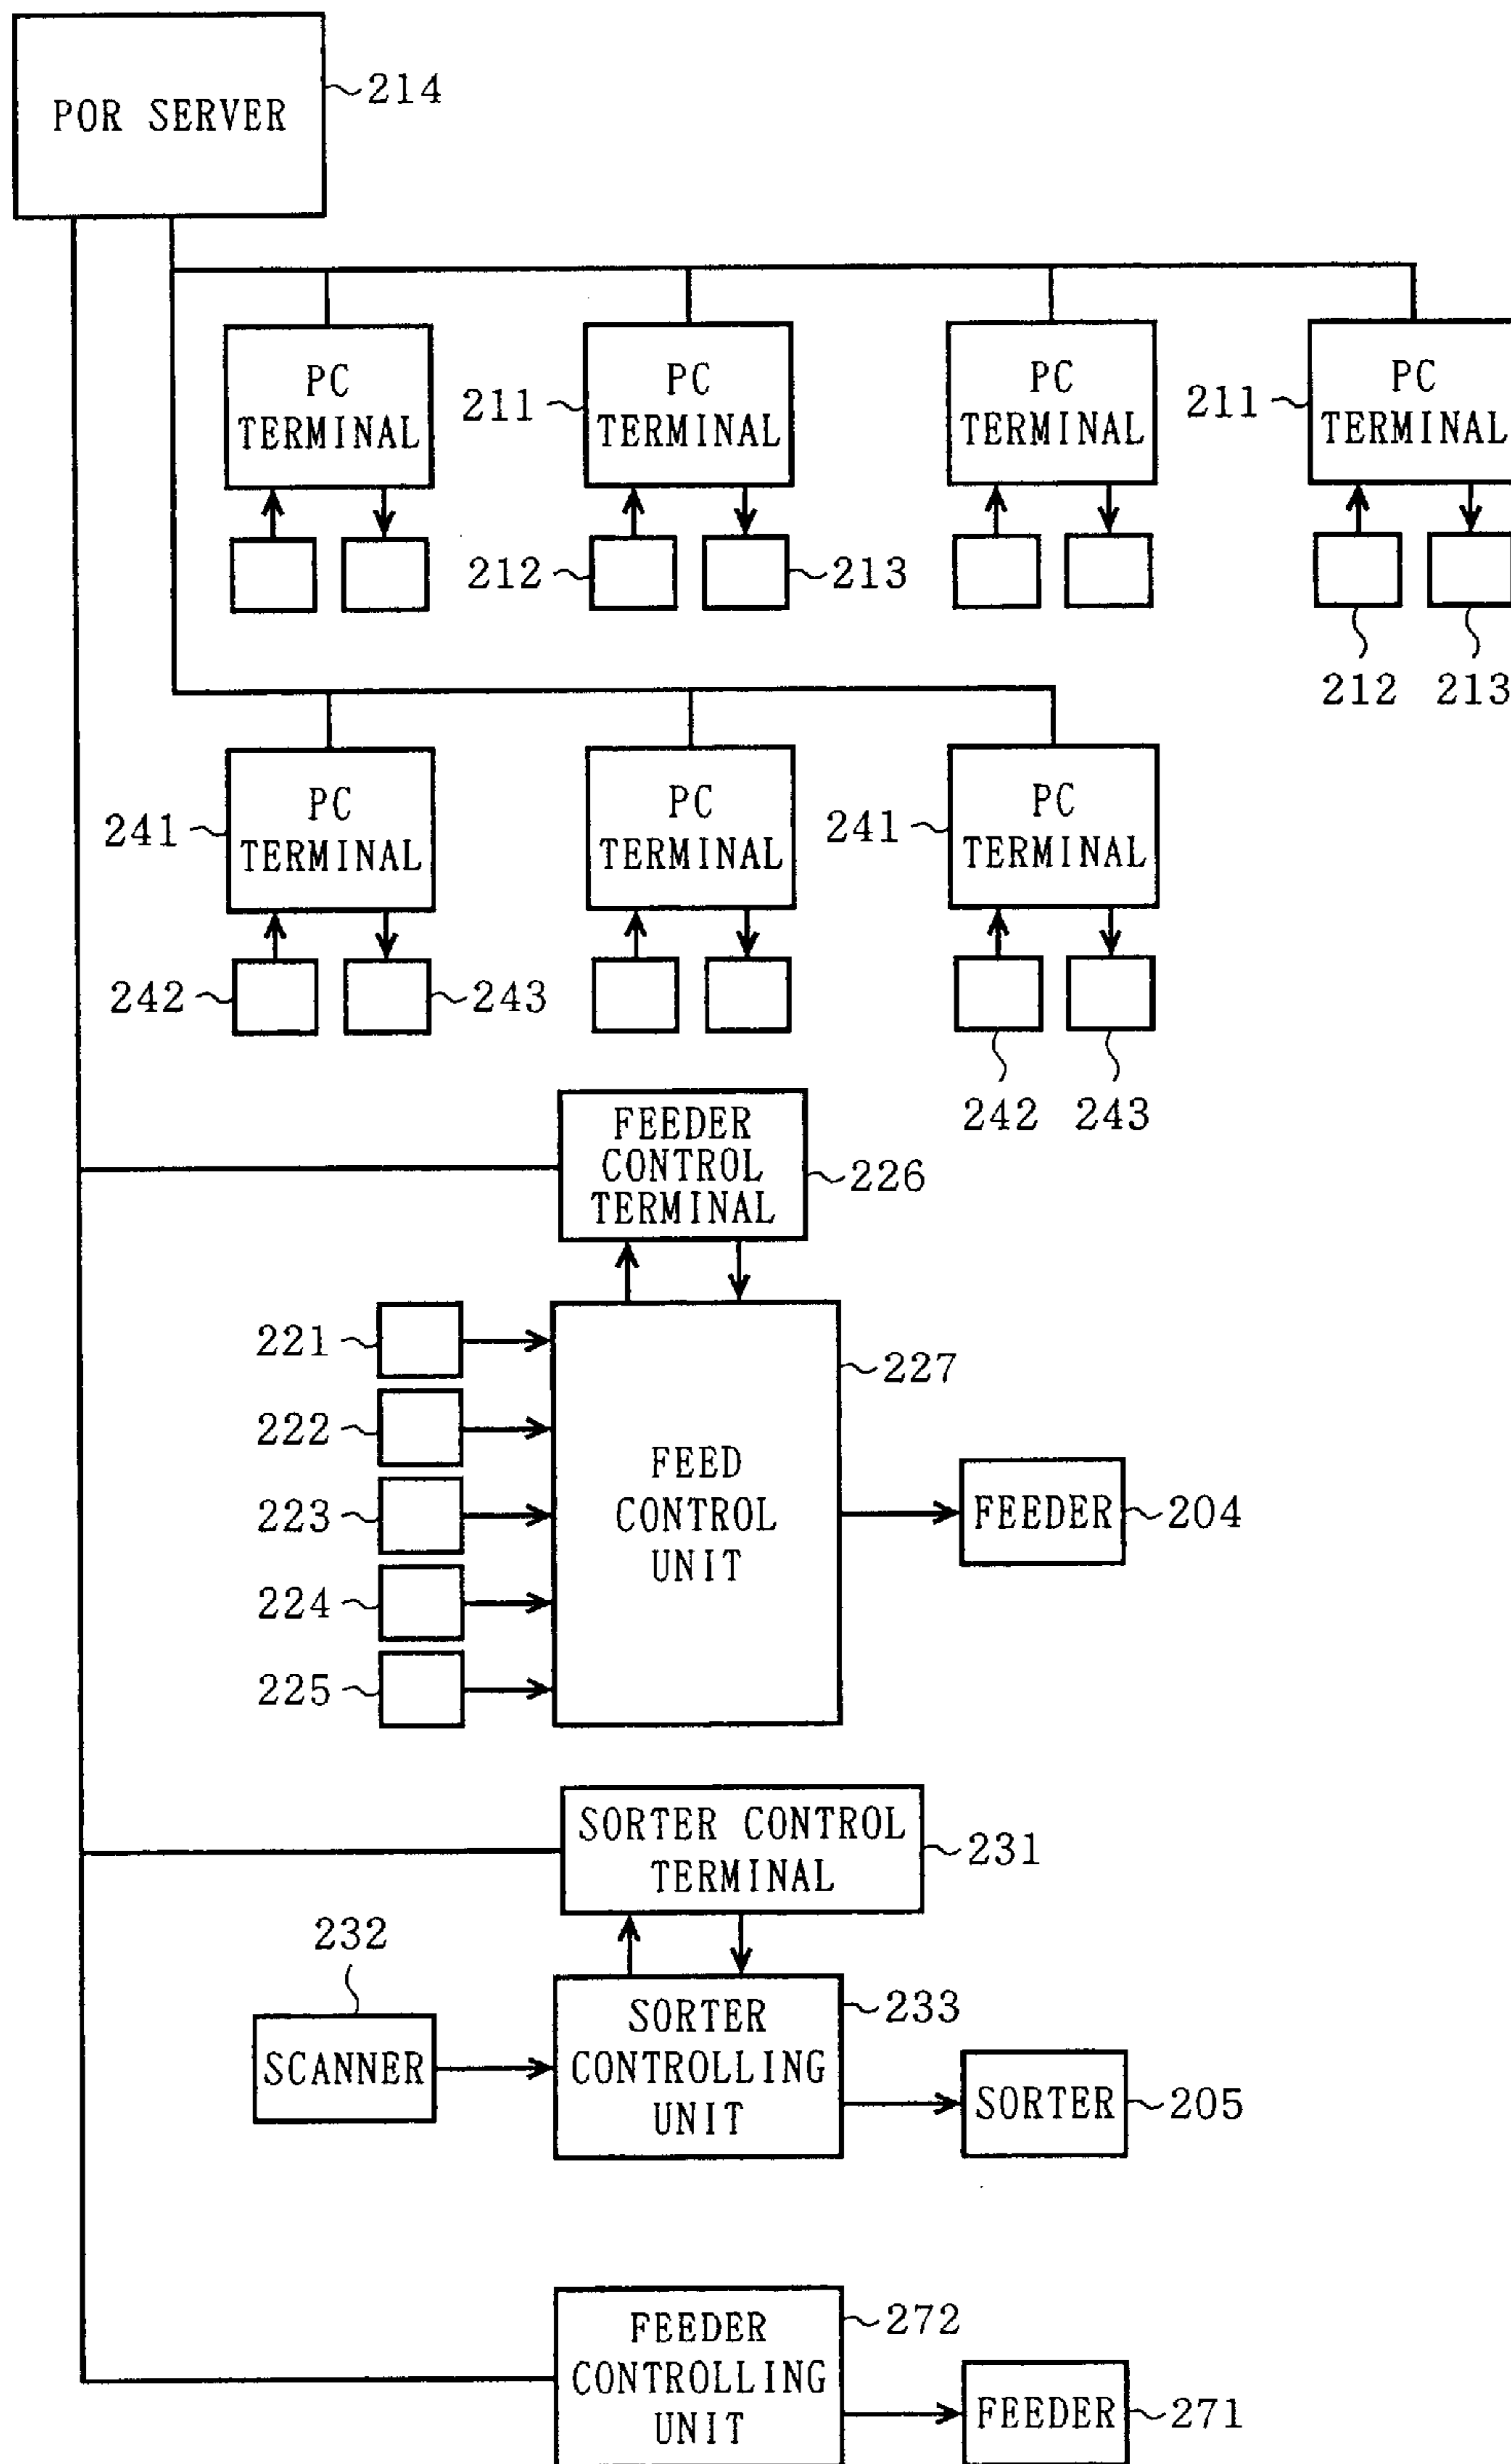 POR SERVER
214
PC
TERMINAL
211
PC
TERMINAL
PC
TERMINAL
211
PC
TERMINAL
212
213
212
213
241
PC
TERMINAL
PC
TERMINAL
241
PC
TERMINAL
242
243
242
243
FEEDER
CONTROL
TERMINAL
226
221
222
223
224
225
227
FEED
CONTROL
UNIT
FEEDER
204
SORTER CONTROL
TERMINAL
231
232
SCANNER
SORTER
CONTROLLING
UNIT
233
SORTER
205
FEEDER
CONTROLLING
UNIT
272
FEEDER
271